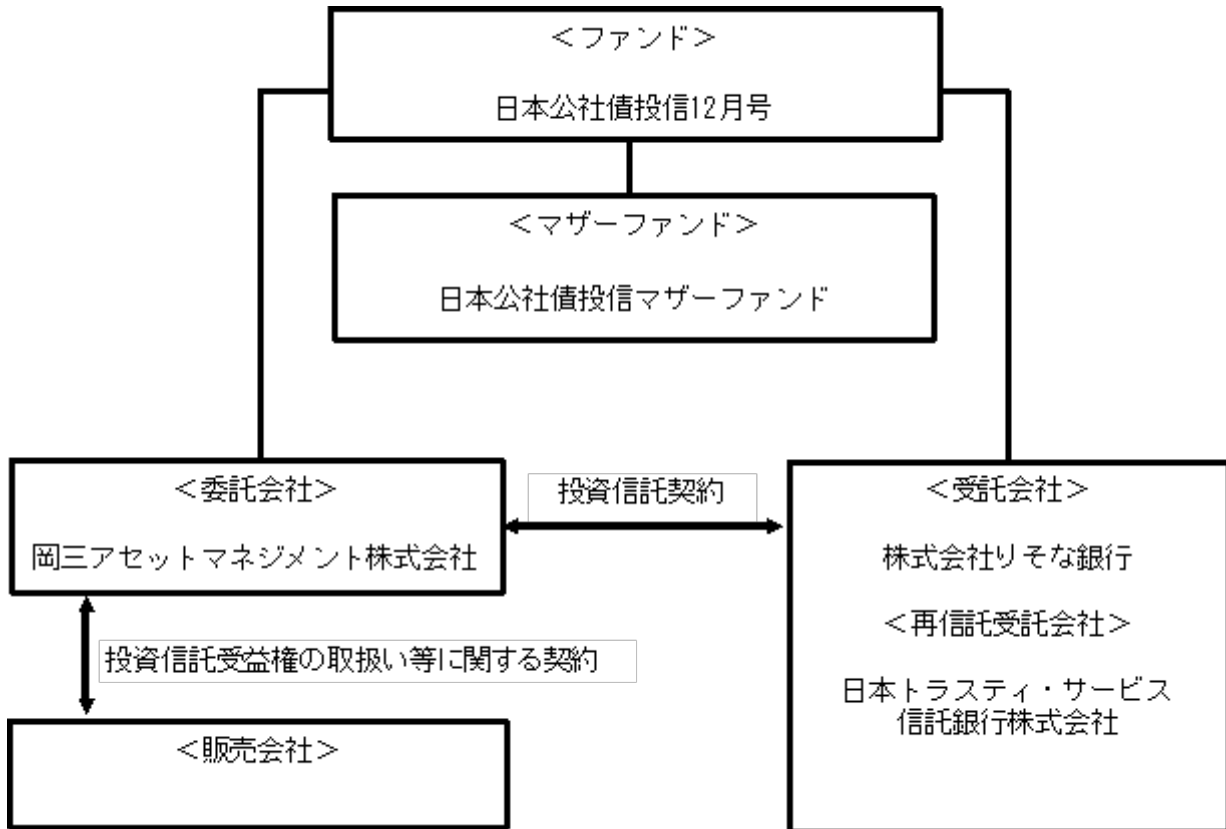 ＜ファンド＞
日本公社債投信12月号
＜マザーファンド＞
日本公社債投信マザーファンド
＜委託会社＞
岡三アセットマネジメント株式会社
投資信託契約
＜受託会社＞
株式会社りそな銀行
＜再信託受託会社＞
日本トラスティ・サービス
信託銀行株式会社
投資信託受益権の取扱い等に関する契約
＜販売会社＞